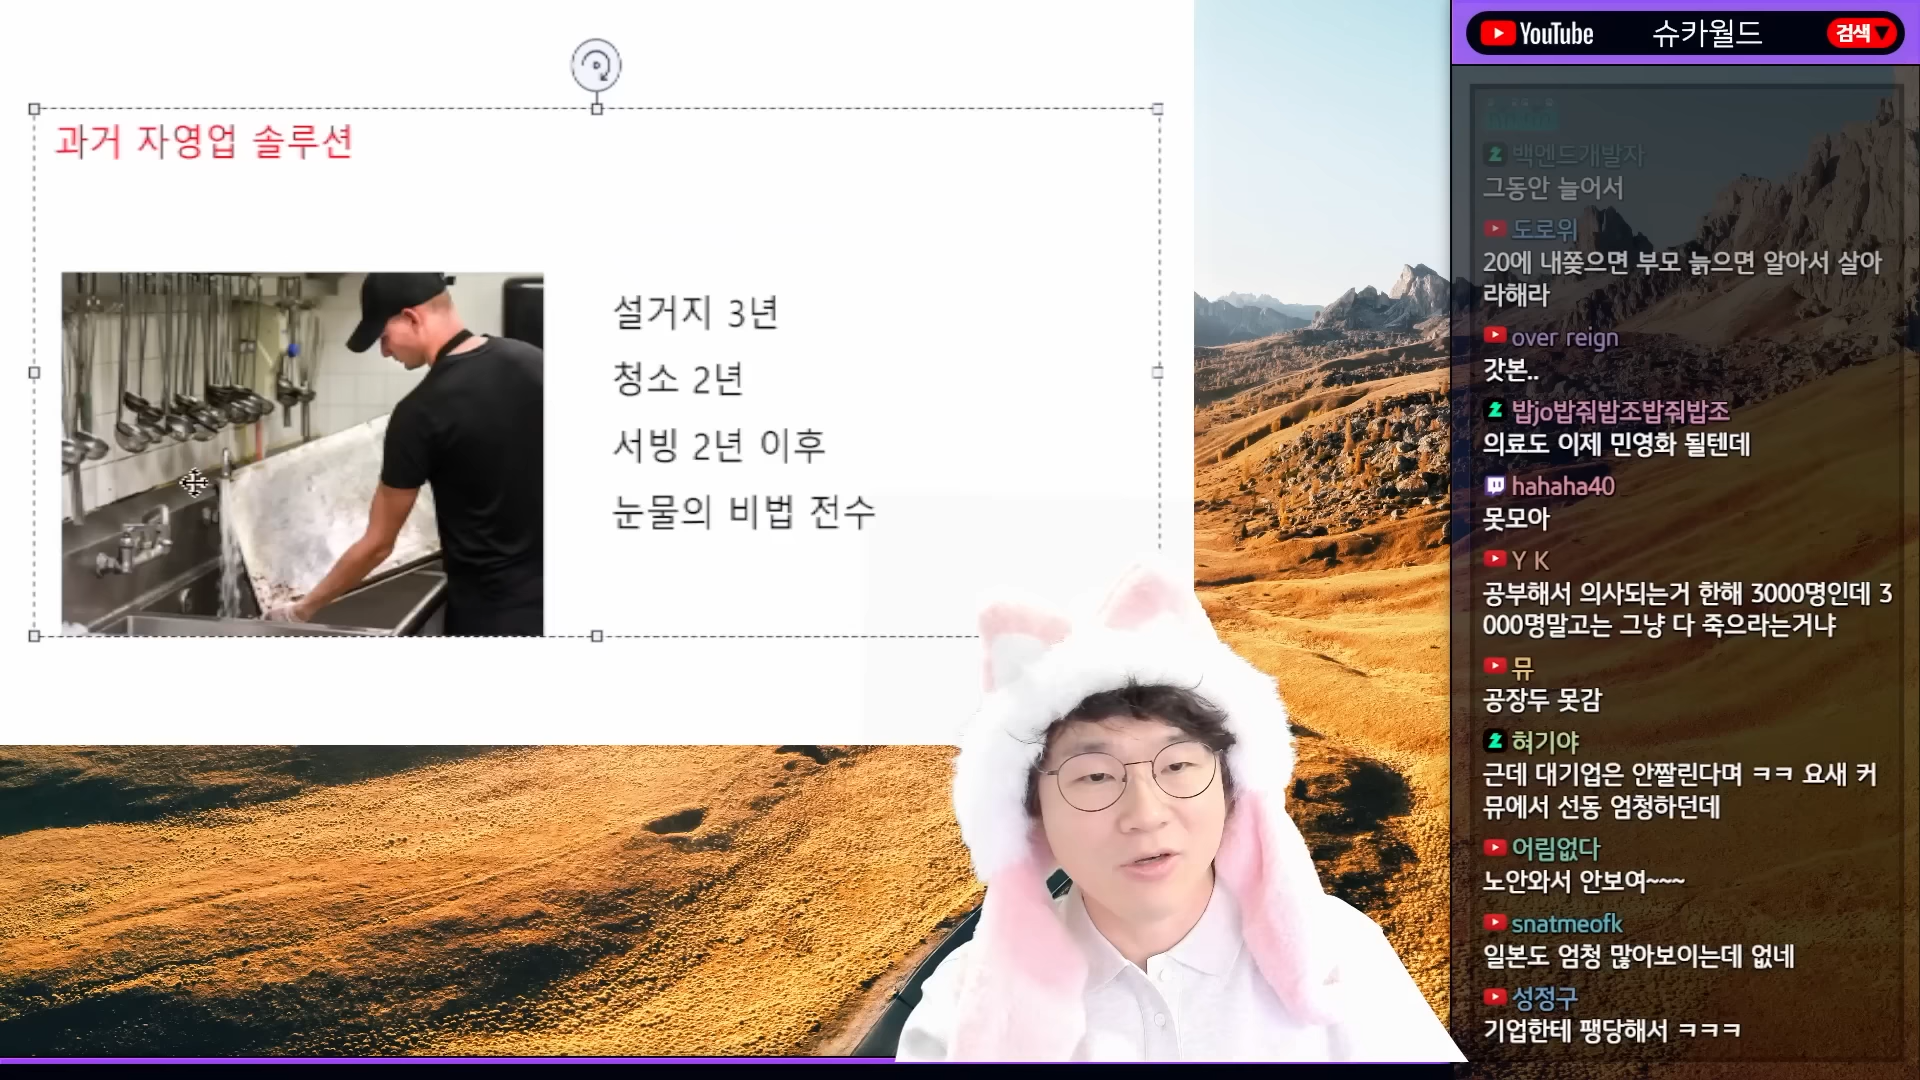 과거 자영업 솔루션
설거지 3년
청소 2년
서빙 2년 이후
눈물의 비법 전수
YouTube 슈카월드 검색▼
백엔드개발자
그동안 늘어서
도로위
20에 내쫓으면 부모 늙으면 알아서 살아
라해라
over reign
갓본..
밥jo밥줘밥조밥줘밥조
의료도 이제 민영화 될텐데
hahaha40
못모아
Y K
공부해서 의사되는거 한해 3000명인데 3
000명말고는 그냥 다 죽으라는거냐
뮤
공장두 못감
혀기야
근데 대기업은 안짤린다며 ㅋㅋ 요새 커
뮤에서 선동 엄청하던데
어림없다
노안와서 안보여~~~
snatmeofk
일본도 엄청 많아보이는데 없네
성정구
기업한테 팽당해서 ㅋㅋㅋ